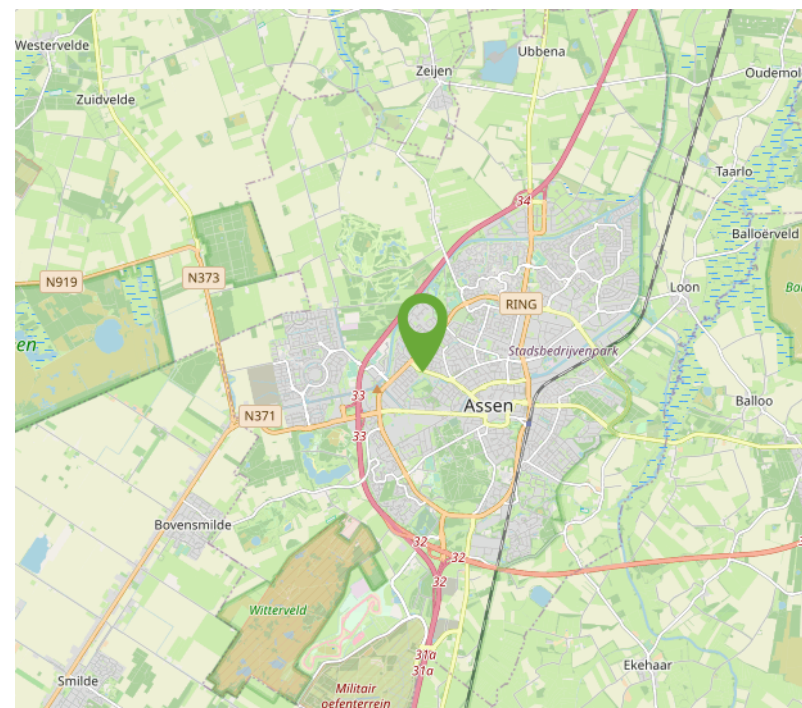 Westervelde
Ubbena
Zeijen
Zuidvelde
Taarlo
34
Balloërveld
N919
N373
Loon
RING
Stadsbedrijvenpark
33
Assen
Balloo
N371
33
Bovensmilde
32
32
32
Witterveld
31a
31a
Ekehaar
Smilde
Militair
oefenterrein